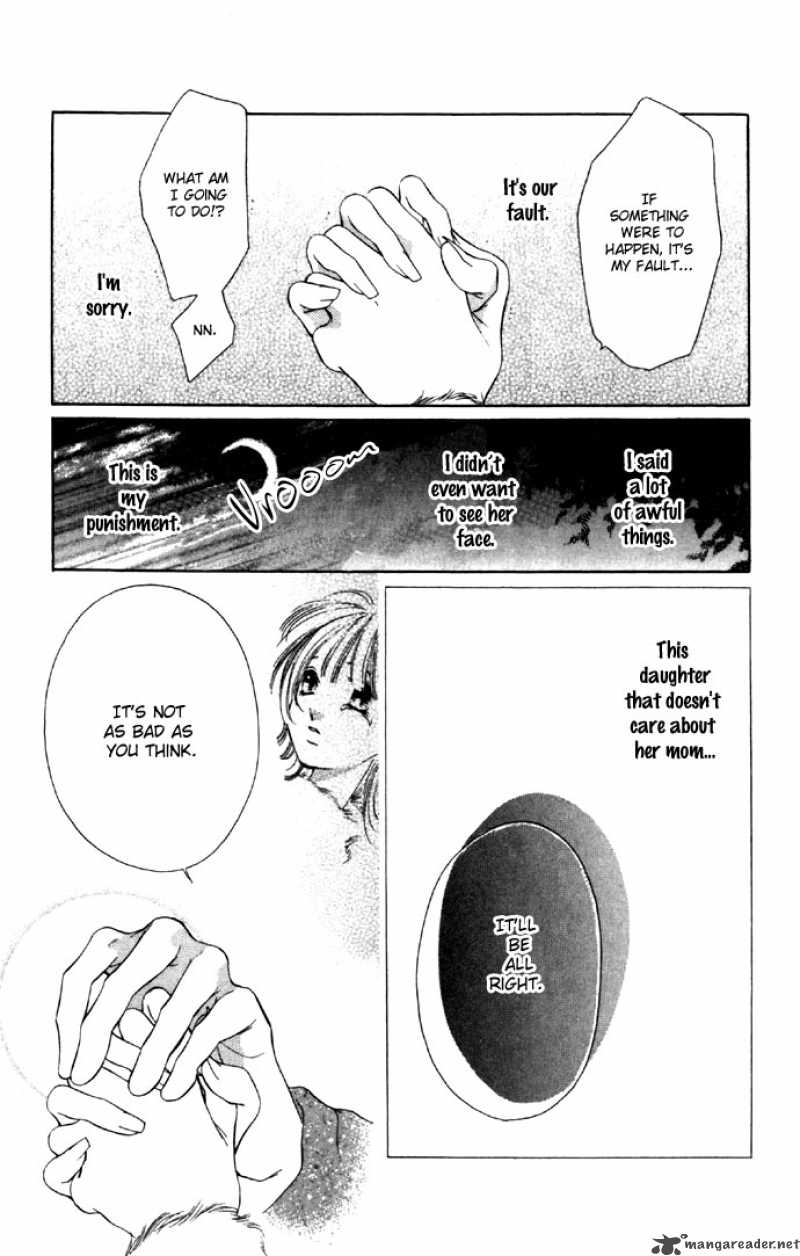 IF
SOMETHING
WERE TO
HAPPEN, IT'S
MY FAULT...
It's our
fault.
WHAT AM
I GOING
TO DO!?
NN.
I'm
sorry.
I said
a lot
of awful
things.
I didn't
even want
to see her
face.
Vrooom
This is
my
punishment.
This
daughter
that doesn't
care about
her mom...
IT'LL
BE
ALL
RIGHT.
IT'S NOT
AS BAD AS
YOU THINK.
mangareader.net